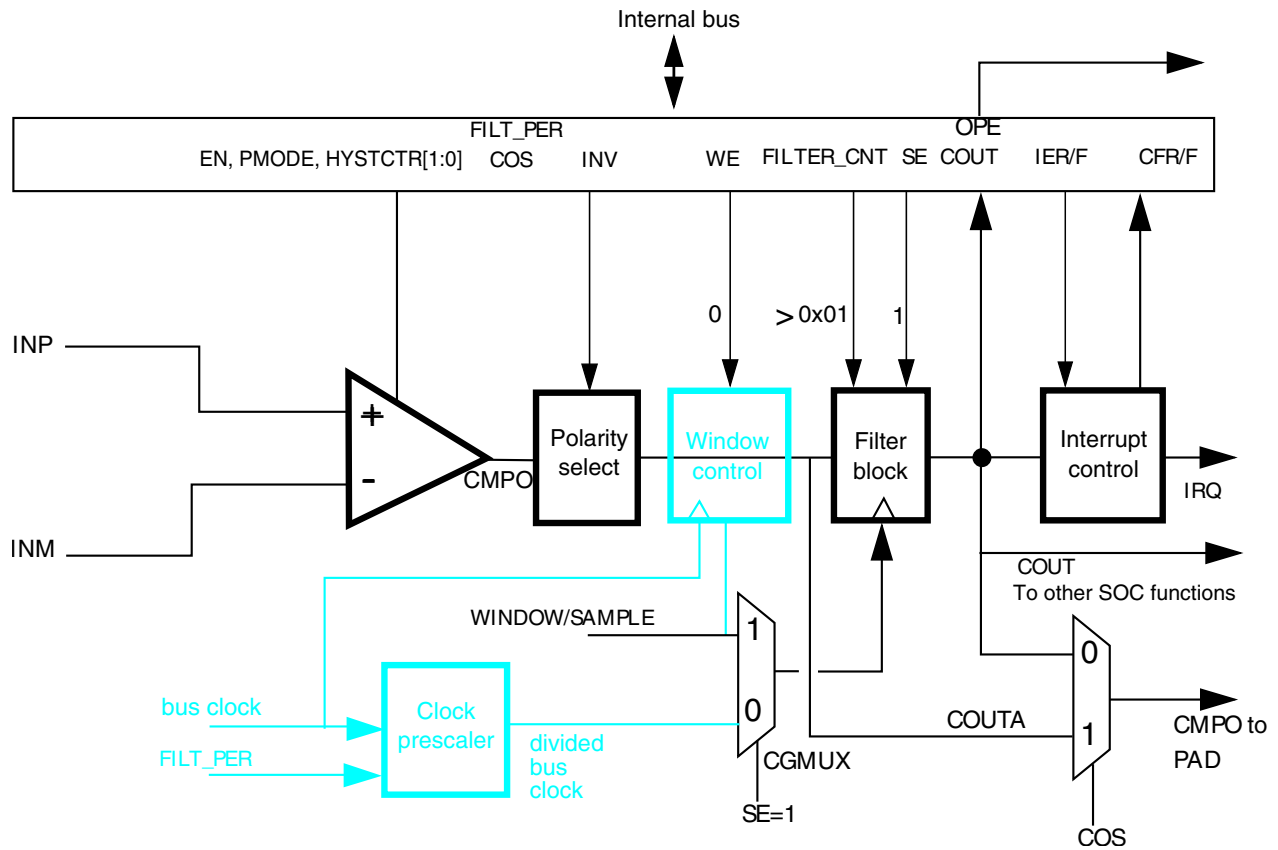 Internal bus
FILT_PER
OPE
EN, PMODE, HYSTCTR[1:0]
COS
INV
WE
FILTER_CNT
SE
COUT
IER/F
CFR/F
0
> 0x01
1
INP
+
-
INM
CMPO
Polarity
select
Window
control
Filter
block
Interrupt
control
IRQ
COUT
To other SOC functions
WINDOW/SAMPLE
1
0
0
1
bus clock
FILT_PER
Clock
prescaler
divided
bus
clock
CGMUX
SE=1
COUTA
CMPO to
PAD
COS